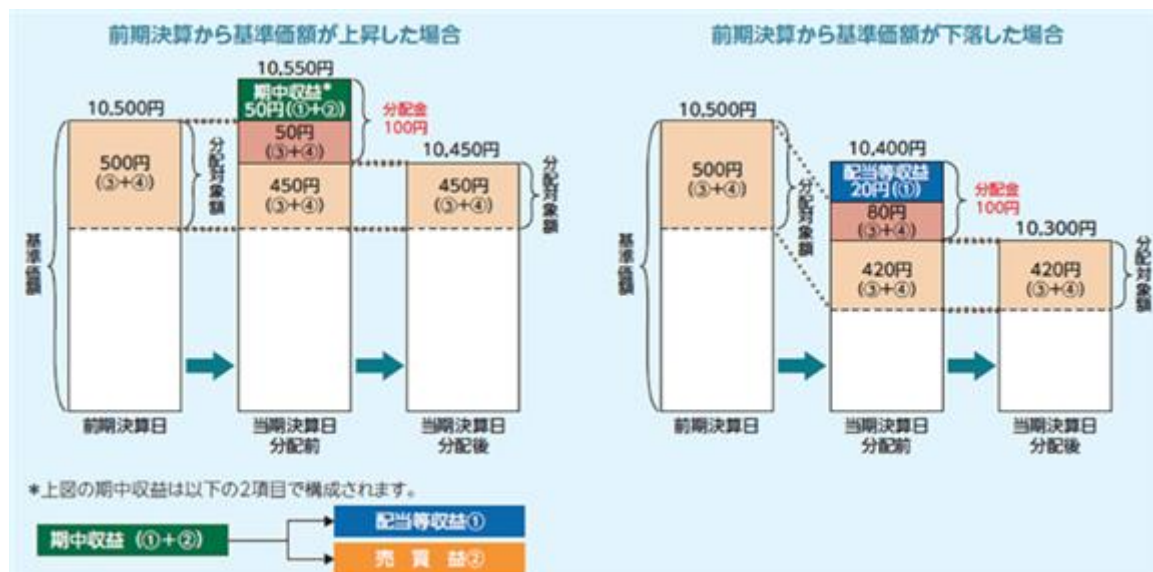 前期決算から基準価額が上昇した場合
10,550円
期中収益*
50円(①+②)
10,500円
分配金
100円
50円
(③+④)
10,450円
500円
(③+④)
分配対象額
450円
(③+④)
450円
(③+④)
分配対象額
基準価額
前期決算日
当期決算日
分配前
当期決算日
分配後
前期決算から基準価額が下落した場合
10,500円
10,400円
500円
(③+④)
分配対象額
配当等収益
20円(①)
分配金
100円
80円
(③+④)
10,300円
420円
(③+④)
420円
(③+④)
分配対象額
基準価額
前期決算日
当期決算日
分配前
当期決算日
分配後
*上図の期中収益は以下の2項目で構成されます。
期中収益(①+②)
配当等収益①
売買益②